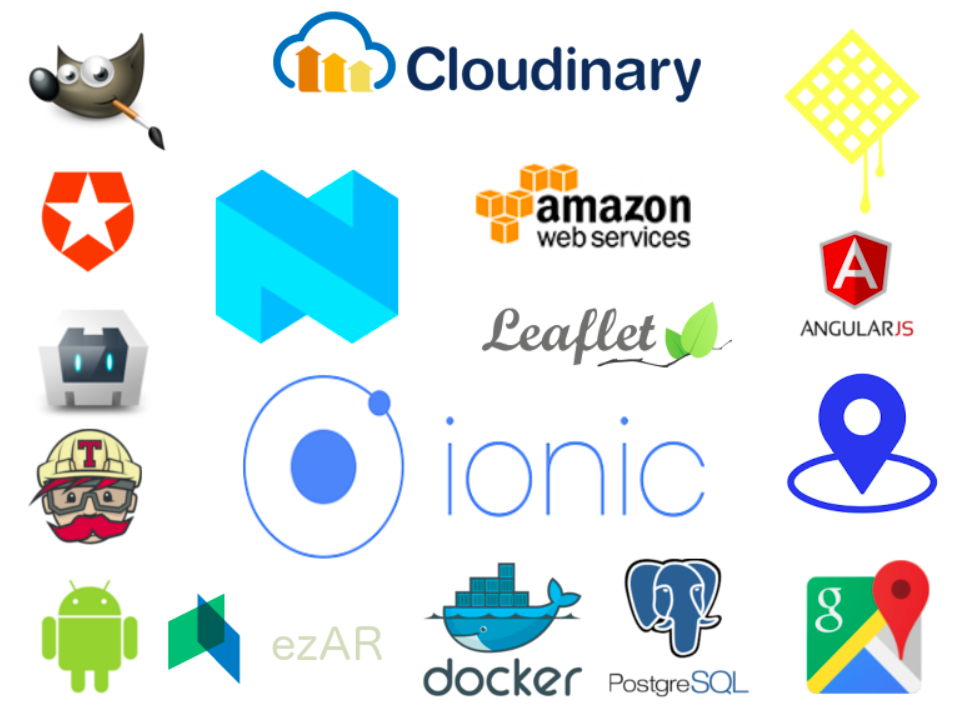 Cloudinary
amazon
web services
A
ANGULARJS
Leaflet
T
ionic
ezAR
docker
PostgreSQL
g